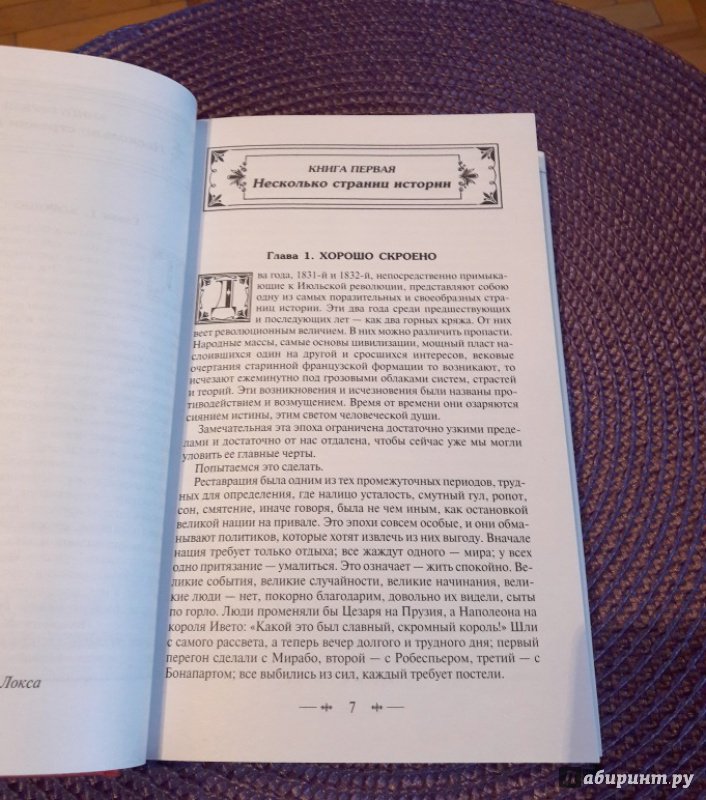 КНИГА ПЕРВАЯ
Несколько страниц истории
Глава 1. ХОРОШО СКРОЕНО
Два года, 1831-й и 1832-й, непосредственно примыка-
ющие к Июльской революции, представляют собою
одну из самых поразительных и своеобразных стра-
ниц истории. Эти два года среди предшествующих
и последующих лет — как два горных кряжа. От них
веет революционным величием. В них можно различить пропасти.
Народные массы, самые основы цивилизации, мощный пласт на-
слоившихся один на другой и сросшихся интересов, вековые
очертания старинной французской формации то возникают, то
исчезают ежеминутно под грозовыми облаками систем, страстей
и теорий. Эти возникновения и исчезновения были названы про-
тиводействием и возмущением. Время от времени они озаряются
сиянием истины, этим светом человеческой души.
Замечательная эта эпоха ограничена достаточно узкими преде-
лами и достаточно от нас отдалена, чтобы сейчас уже мы могли
уловить ее главные черты.
Попытаемся это сделать.
Реставрация была одним из тех промежуточных периодов, труд-
ных для определения, где налицо усталость, смутный гул, ропот,
сон, смятение, иначе говоря, была не чем иным, как остановкой
великой нации на привале. Это эпохи совсем особые, и они обма-
нывают политиков, которые хотят извлечь из них выгоду. Вначале
нация требует только отдыха; все жаждут одного — мира; у всех
одно притязание — умалиться. Это означает — жить спокойно. Ве-
ликие события, великие случайности, великие начинания, вели-
кие люди — нет, покорно благодарим, довольно их видели, сыты
по горло. Люди променяли бы Цезаря на Прузия, а Наполеона на
короля Ивето: «Какой это был славный, скромный король!» Шли
с самого рассвета, а теперь вечер долгого и трудного дня; первый
перегон сделали с Мирабо, второй — с Робеспьером, третий — с
Бонапартом; все выбились из сил, каждый требует постели.
7
Локса
абиринт.ру